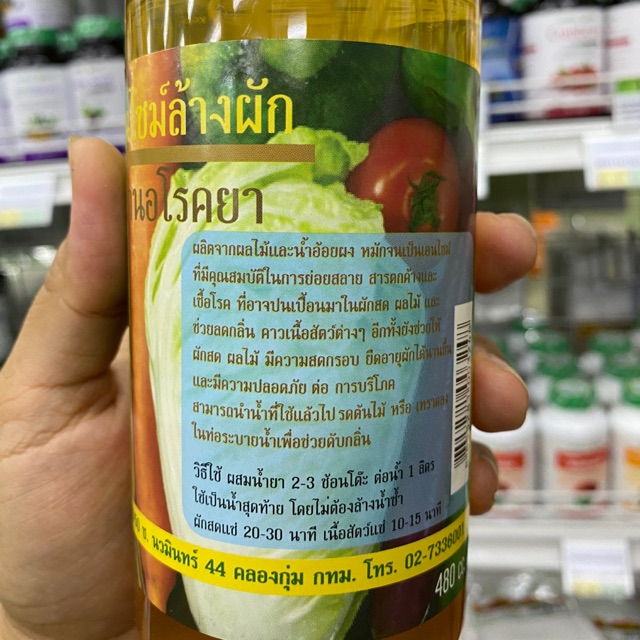 ไซม์ล้างผัก
นอโรคยา
ผลิตจากผลไม้และน้ำอ้อยผง หมักจนเป็นเอนไซม์
ที่มีคุณสมบัติในการย่อยสลาย สารตกค้างและ
เชื้อโรค ที่อาจปนเปื้อนมาในผักสด ผลไม้ และ
ช่วยลดกลิ่น คาวเนื้อสัตว์ต่างๆ อีกทั้งยังช่วยให้
ผักสด ผลไม้ มีความสดกรอบ ยืดอายุผักได้นานขึ้น
และมีความปลอดภัย ต่อ การบริโภค
สามารถนำน้ำที่ใช้แล้วไป รดต้นไม้ หรือ เทราดลง
ในท่อระบายน้ำเพื่อช่วยดับกลิ่น
วิธีใช้ ผสมน้ำยา 2-3 ช้อนโต๊ะ ต่อน้ำ 1 ลิตร
ใช้เป็นน้ำสุดท้าย โดยไม่ต้องล้างน้ำซ้ำ
ผักสดแช่ 20-30 นาที เนื้อสัตว์แช่ 10-15 นาที
ซ. นวมินทร์ 44 คลองกุ่ม กทม. โทร. 02-733600
480 cc